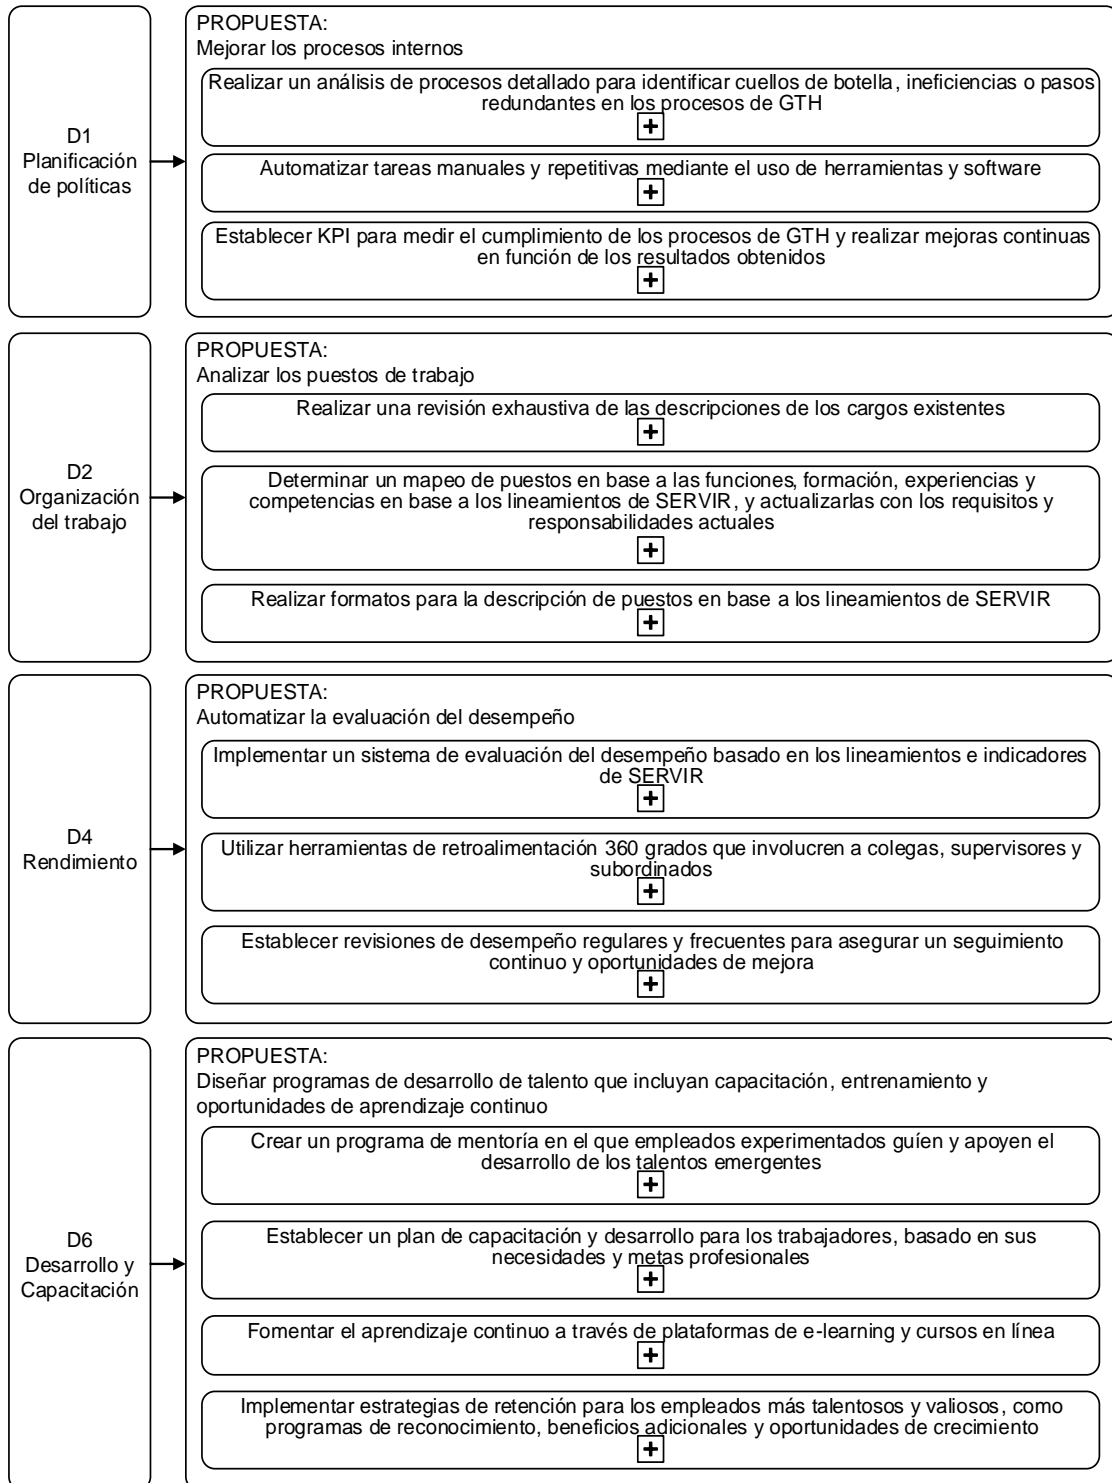 D1
Planificación
de políticas
PROPUESTA:
Mejorar los procesos internos
Realizar un análisis de procesos detallado para identificar cuellos de botella, ineficiencias o pasos
redundantes en los procesos de GTH
Automatizar tareas manuales y repetitivas mediante el uso de herramientas y software
Establecer KPI para medir el cumplimiento de los procesos de GTH y realizar mejoras continuas
en función de los resultados obtenidos
D2
Organización
del trabajo
PROPUESTA:
Analizar los puestos de trabajo
Realizar una revisión exhaustiva de las descripciones de los cargos existentes
Determinar un mapeo de puestos en base a las funciones, formación, experiencias y
competencias en base a los lineamientos de SERVIR, y actualizarlas con los requisitos y
responsabilidades actuales
Realizar formatos para la descripción de puestos en base a los lineamientos de SERVIR
D4
Rendimiento
PROPUESTA:
Automatizar la evaluación del desempeño
Implementar un sistema de evaluación del desempeño basado en los lineamientos e indicadores
de SERVIR
Utilizar herramientas de retroalimentación 360 grados que involucren a colegas, supervisores y
subordinados
Establecer revisiones de desempeño regulares y frecuentes para asegurar un seguimiento
continuo y oportunidades de mejora
D6
Desarrollo y
Capacitación
PROPUESTA:
Diseñar programas de desarrollo de talento que incluyan capacitación, entrenamiento y
oportunidades de aprendizaje continuo
Crear un programa de mentoría en el que empleados experimentados guíen y apoyen el
desarrollo de los talentos emergentes
Establecer un plan de capacitación y desarrollo para los trabajadores, basado en sus
necesidades y metas profesionales
Fomentar el aprendizaje continuo a través de plataformas de e-learning y cursos en línea
Implementar estrategias de retención para los empleados más talentosos y valiosos, como
programas de reconocimiento, beneficios adicionales y oportunidades de crecimiento